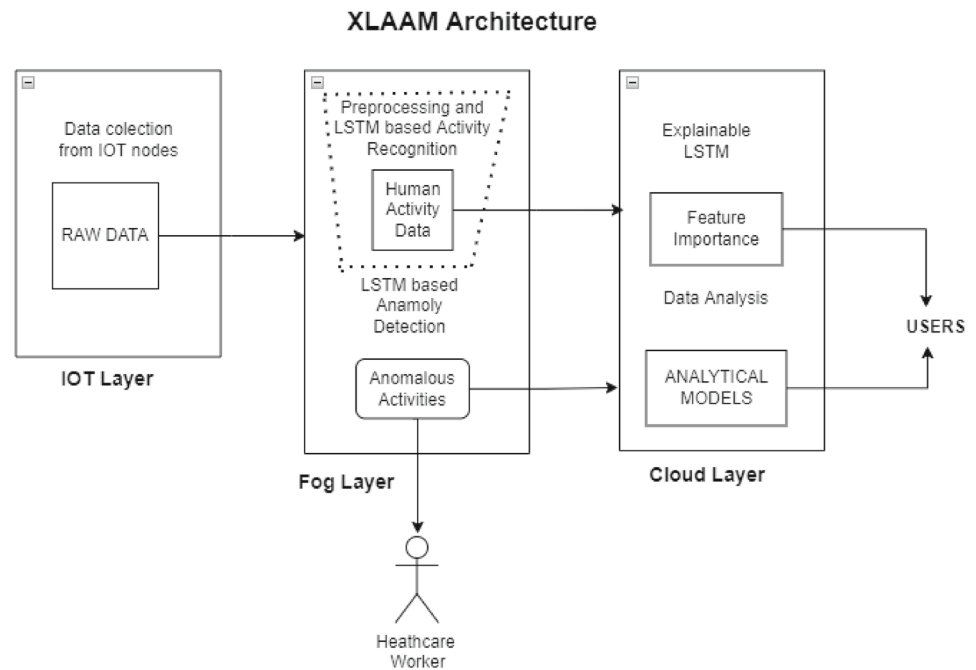 XLAAM Architecture
Data colection
from IOT nodes
RAW DATA
IOT Layer
Preprocessing and
LSTM based Activity
Recognition
Human
Activity
Data
LSTM based
Anamoly
Detection
Anomalous
Activities
Fog Layer
Heathcare
Worker
Explainable
LSTM
Feature
Importance
Data Analysis
ANALYTICAL
MODELS
Cloud Layer
USERS